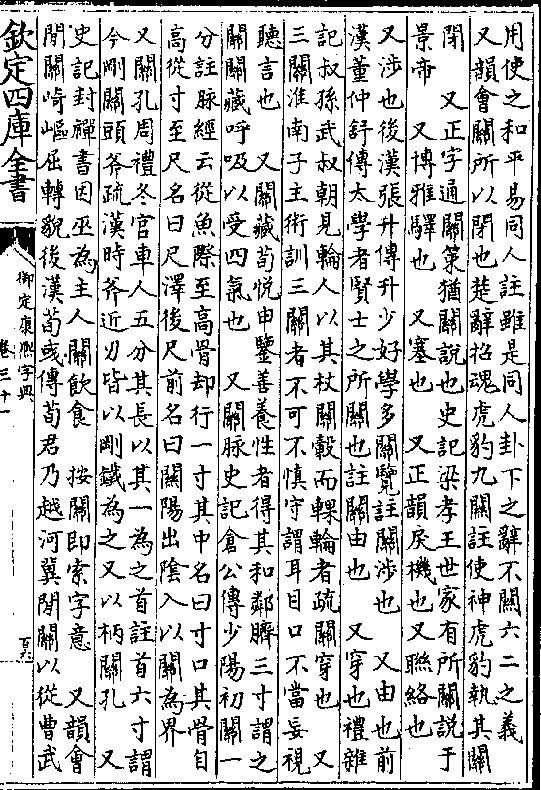 用使之和平易同人註雖是同人卦下之辭不關六二之義
又韻會關所以閉也楚辭招魂虎豹九關註使神虎豹執其關
閉　又正字通關策猶關說也史記梁孝王世家有所關說于
景帝　又博雅驛也　又塞也　又正韻戾機也又聯絡也
又涉也後漢張升傳升少好學多關覽註關涉也　又由也前
漢董仲舒傳太學者賢士之所關也註關由也　又穿也禮雜
記叔孫武叔朝見輪人以其杖關轂而輠輪者疏關穿也　又
三關淮南子主術訓三關者不可不慎守謂耳目口不當妄視
聽言也　又關藏荀悅申鑒善養性者得其和鄰臍三寸謂之
關關藏呼吸以受四氣也　又關脉史記倉公傳少陽初關一
分註脉經云從魚際至高骨却行一寸其中名曰寸口其骨自
高從寸至尺名曰尺澤後尺前名曰關陽出陰入以關為界
又關孔周禮冬官車人五分其長以其一為之首註首六寸謂
今剛關頭斧疏漢時斧近刃皆以剛鐵為之又以柄關孔　又
史記封禪書因巫為主人關飲食　按關即索字意　又韻會
閒關崎嶇屈轉貌後漢荀彧傳荀君乃越河冀閒關以從曹武
欽定四庫全書
御定康熙字典
卷三十一